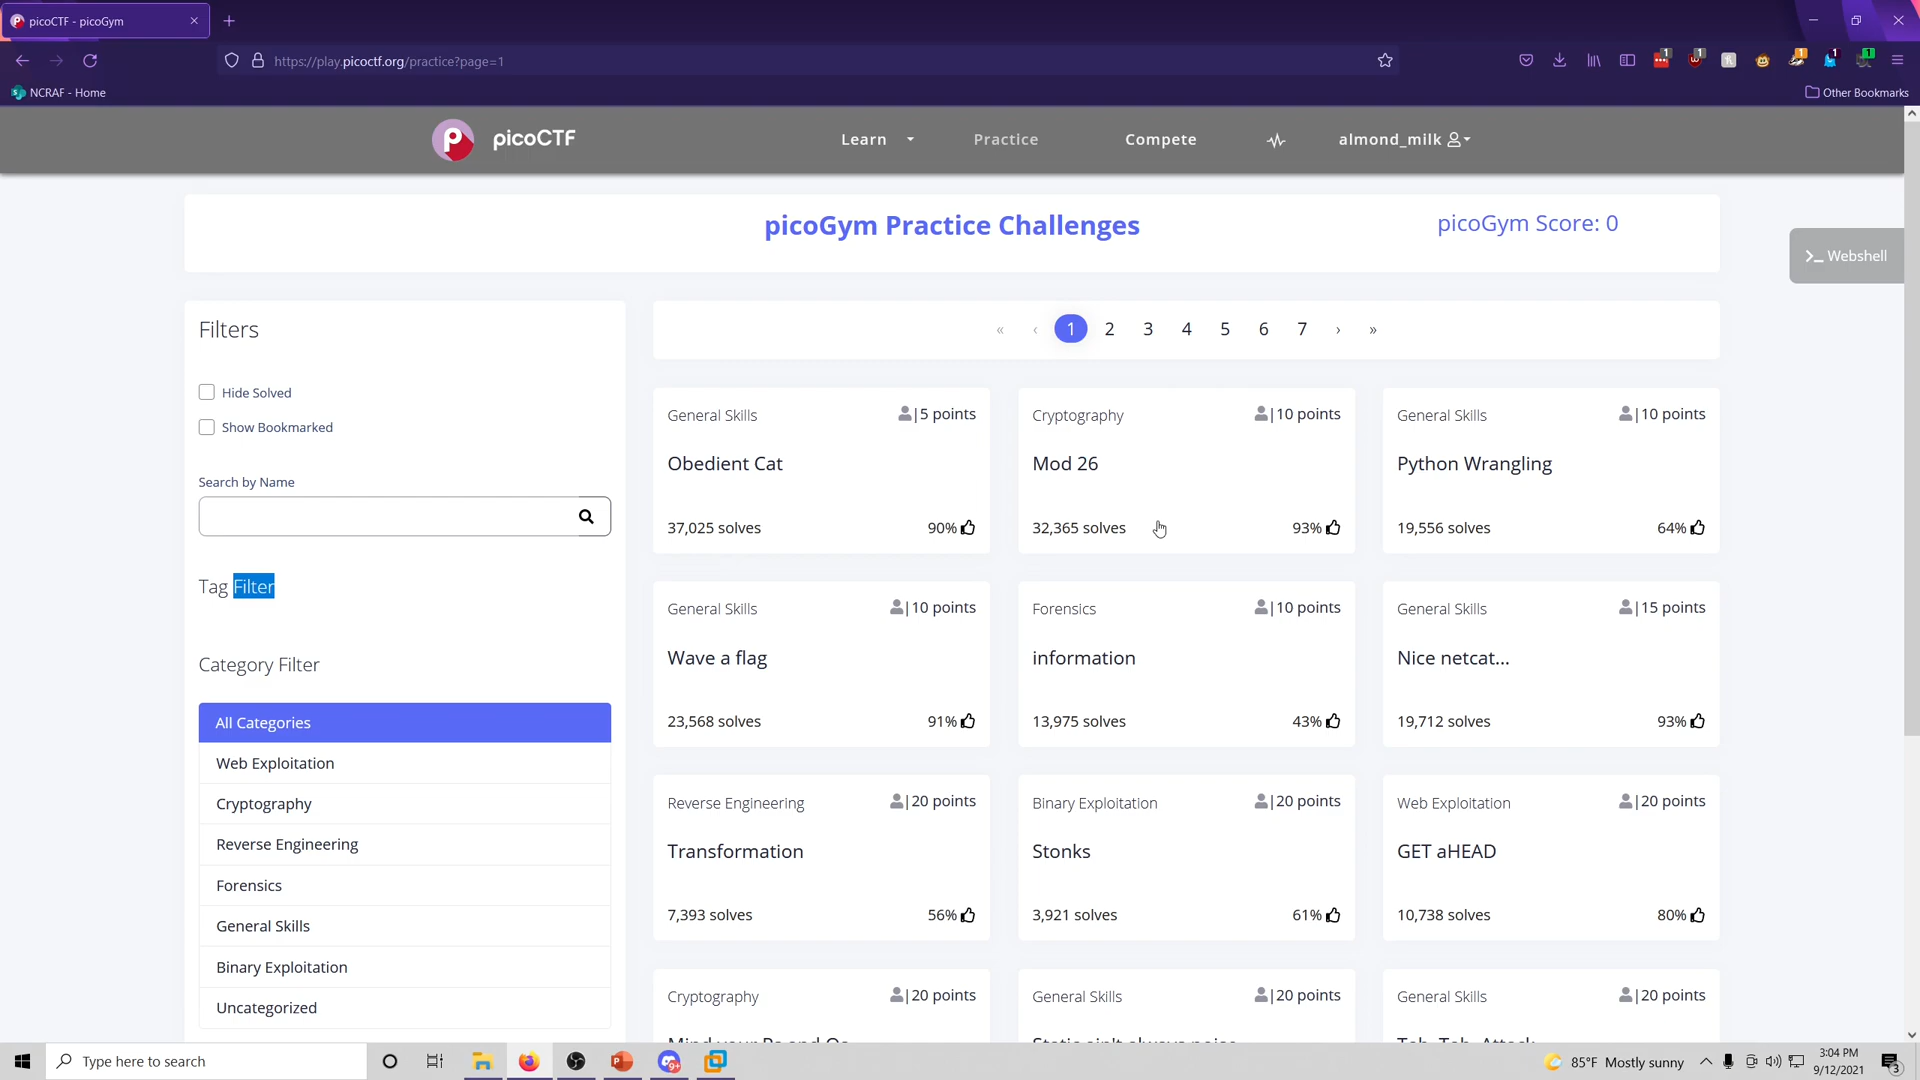 picoCTF - picoGym
https://play.picoctf.org/practice?page=1
NCRAF - Home
Other Bookmarks
picoCTF
Learn
Practice
Compete
almond_milk
picoGym Practice Challenges
picoGym Score: 0
>_ Webshell
Filters
Hide Solved
Show Bookmarked
Search by Name
Tag Filter
Category Filter
All Categories
Web Exploitation
Cryptography
Reverse Engineering
Forensics
General Skills
Binary Exploitation
Uncategorized
« ‹ 1 2 3 4 5 6 7 › »
General Skills | 5 points
Obedient Cat
37,025 solves 90%
Cryptography | 10 points
Mod 26
32,365 solves 93%
General Skills | 10 points
Python Wrangling
19,556 solves 64%
General Skills | 10 points
Wave a flag
23,568 solves 91%
Forensics | 10 points
information
13,975 solves 43%
General Skills | 15 points
Nice netcat...
19,712 solves 93%
Reverse Engineering | 20 points
Transformation
7,393 solves 56%
Binary Exploitation | 20 points
Stonks
3,921 solves 61%
Web Exploitation | 20 points
GET aHEAD
10,738 solves 80%
Cryptography | 20 points
General Skills | 20 points
General Skills | 20 points
Type here to search
85°F Mostly sunny
3:04 PM
9/12/2021